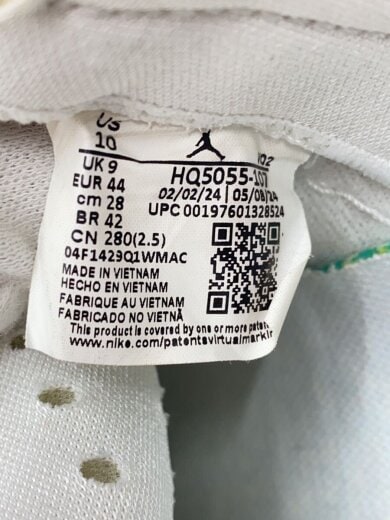 US
10
UK 9
EUR 44
cm 28
BR 42
CN 280(2.5)
HQ5055-107
02/02/24 | 05/08/24
UPC 00197601328524
04F1429Q1WMAC
MADE IN VIETNAM
HECHO EN VIETNAM
FABRIQUE AU VIETNAM
FABRICADO NO VIETNÃ
This product is covered by one or more
www.nike.com/patentsvirtualmarkin